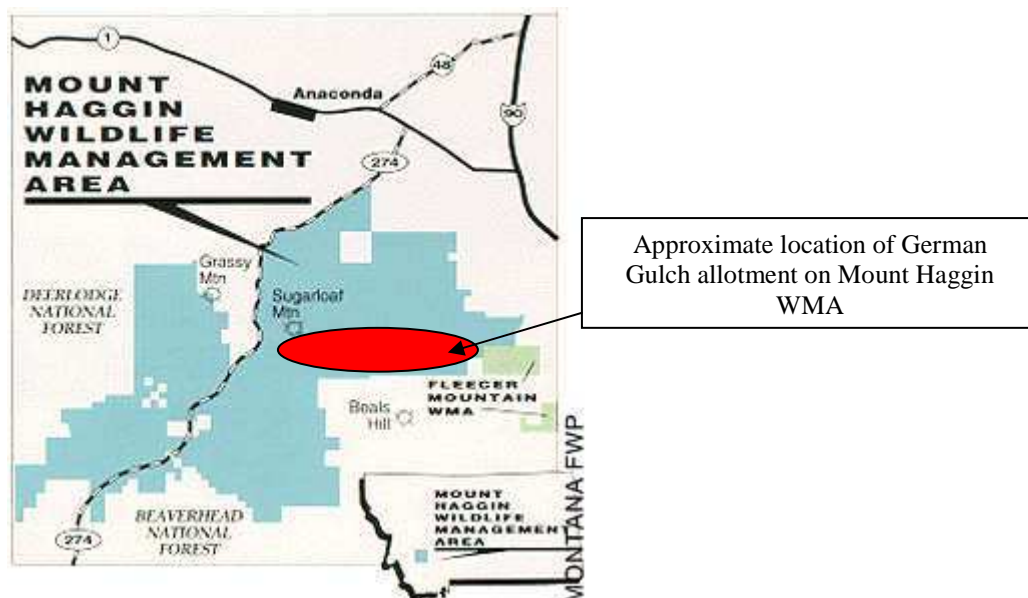 1
48
MOUNT
HAGGIN
WILDLIFE
MANAGEMENT
AREA
Anaconda
90
274
Grassy
Mtn
DEERLODGE
NATIONAL
FOREST
Sugarloaf
Mtn
Approximate location of German
Gulch allotment on Mount Haggin
WMA
FLEECER
MOUNTAIN
WMA
Beals
Hill
BEAVERHEAD
NATIONAL
FOREST
274
MOUNT
HAGGIN
WILDLIFE
MANAGEMENT
AREA
MONTANA FWP